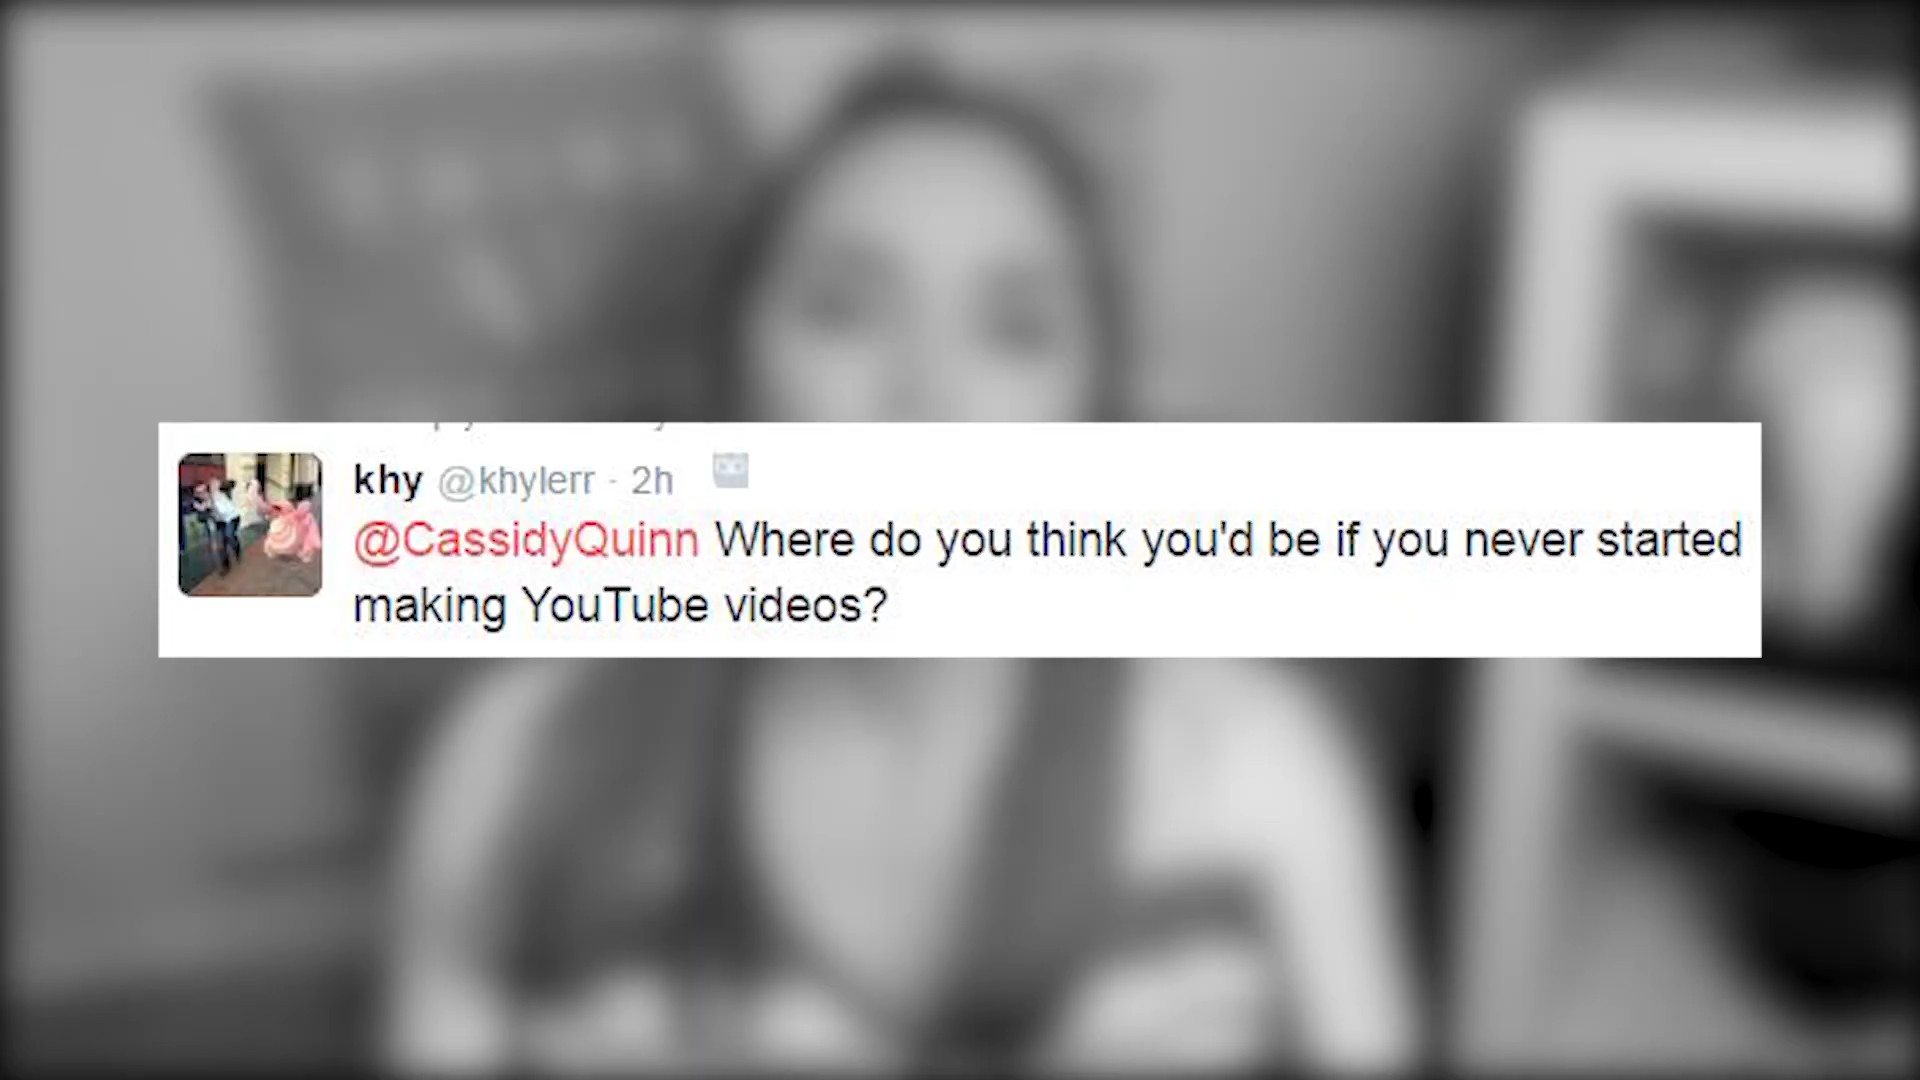 khy @khylerr · 2h
@CassidyQuinn Where do you think you'd be if you never started
making YouTube videos?